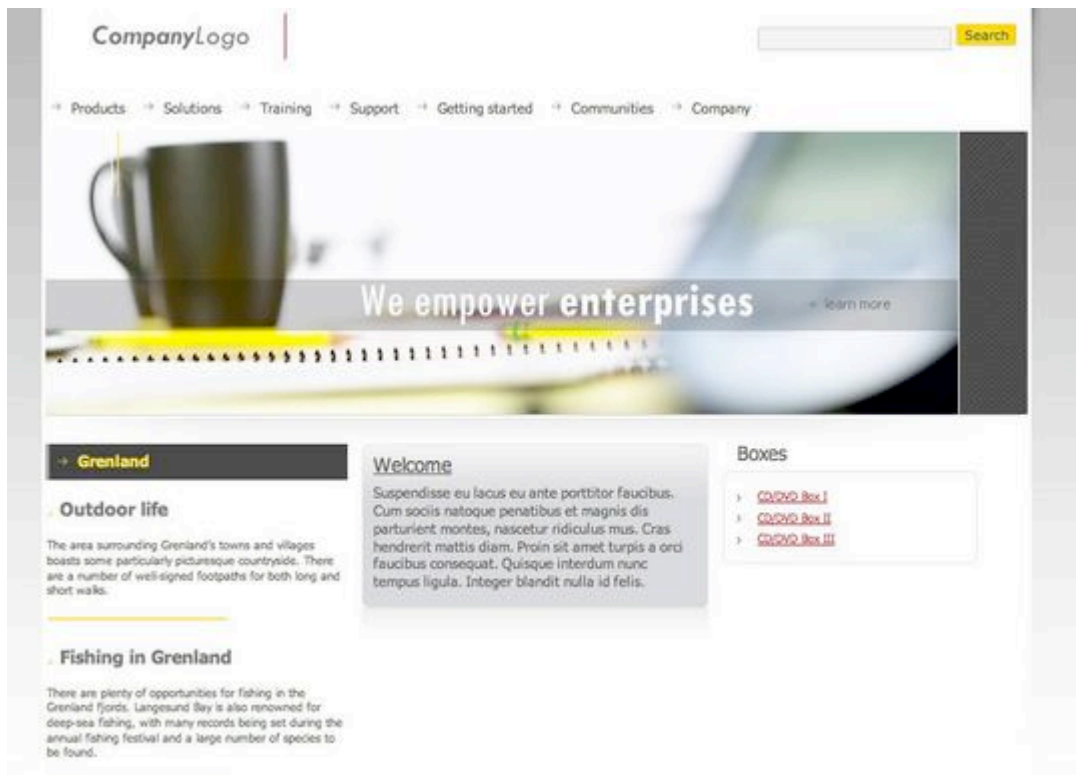 CompanyLogo
Search
Products Solutions Training Support Getting started Communities Company
We empower enterprises
learn more
Grenland
Outdoor life
The area surrounding Grenland's towns and villages
boasts some particularly picturesque countryside. There
are a number of well-signed footpaths for both long and
short walks.
Fishing in Grenland
There are plenty of opportunities for fishing in the
Grenland fjords. Langesund Bay is also renowned for
deep-sea fishing, with many records being set during the
annual fishing festival and a large number of species to
be found.
Welcome
Suspendisse eu lacus eu ante porttitor faucibus.
Cum sociis natoque penatibus et magnis dis
parturient montes, nascetur ridiculus mus. Cras
hendrerit mattis diam. Proin sit amet turpis a orci
faucibus consequat. Quisque interdum nunc
tempus ligula. Integer blandit nulla id felis.
Boxes
CD/DVD Box I
CD/DVD Box II
CD/DVD Box III